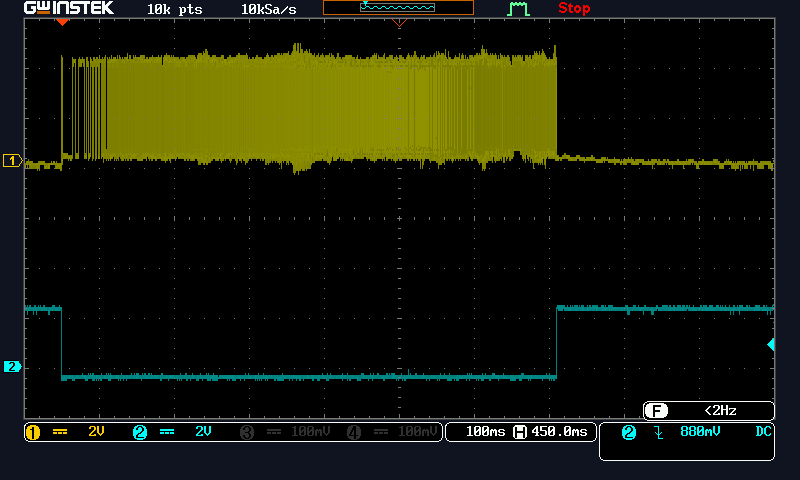 GWINSTEK 10k pts 10kSa/s Stop
1
2
F <2Hz
1 2V 2 2V 3 100mV 4 100mV 100ms H 450.0ms 2 880mV DC